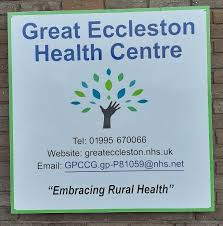 Great Eccleston
Health Centre
Tel: 01995 670066
Website: greateccleston.nhs.uk
Email: GPCCG.gp-P81059@nhs.net
"Embracing Rural Health"